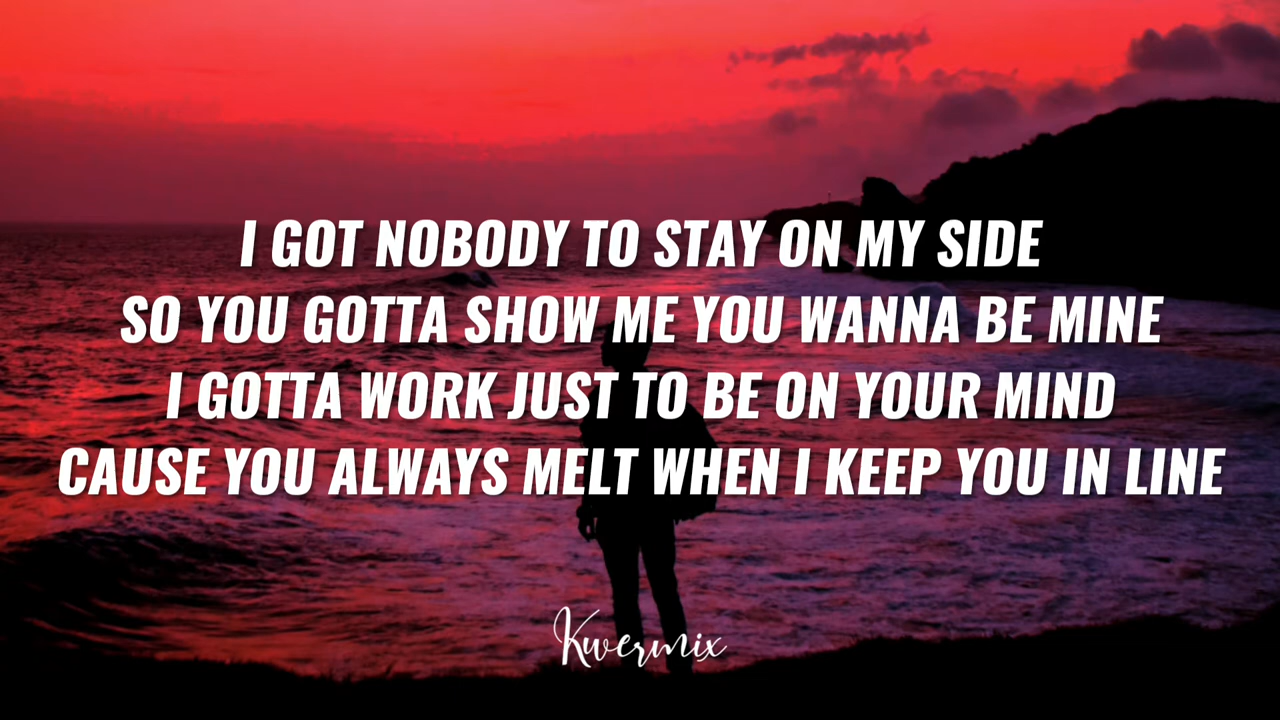 I GOT NOBODY TO STAY ON MY SIDE
SO YOU GOTTA SHOW ME YOU WANNA BE MINE
I GOTTA WORK JUST TO BE ON YOUR MIND
CAUSE YOU ALWAYS MELT WHEN I KEEP YOU IN LINE
Kwermix